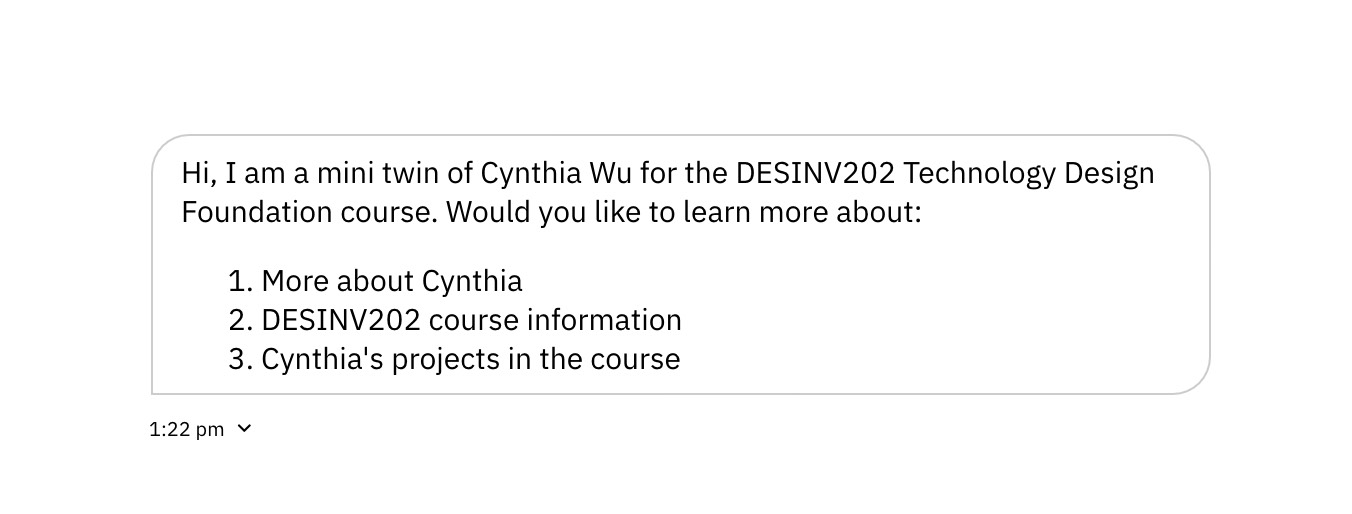 Hi, I am a mini twin of Cynthia Wu for the DESINV202 Technology Design
Foundation course. Would you like to learn more about:
1. More about Cynthia
2. DESINV202 course information
3. Cynthia's projects in the course
1:22 pm